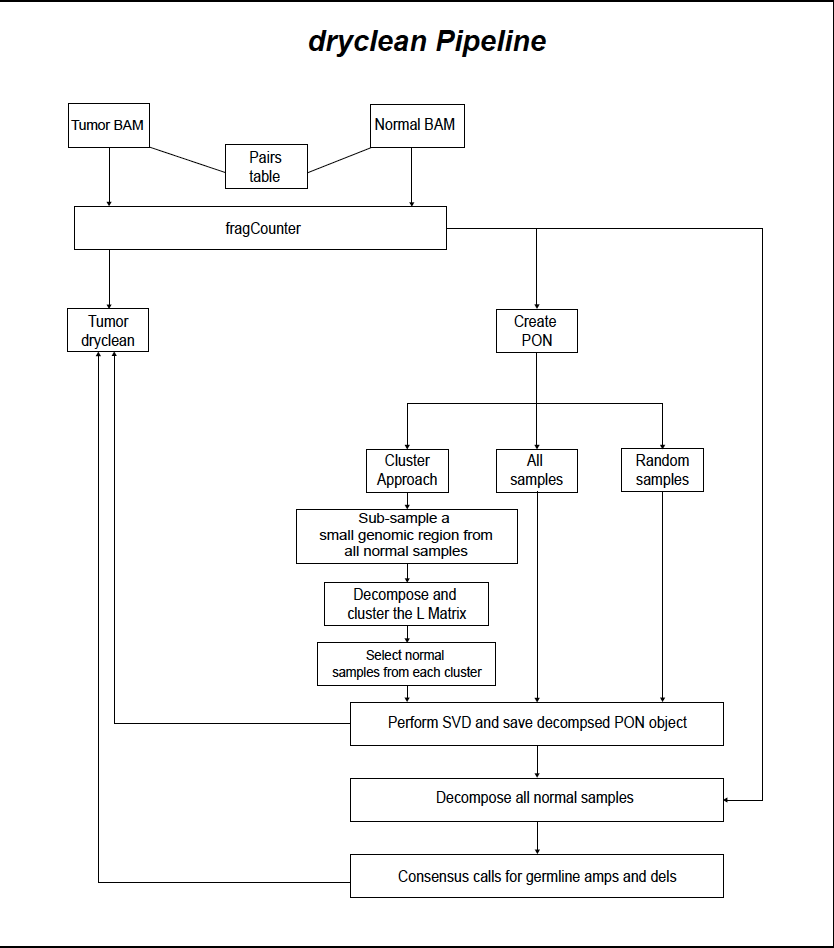 dryclean Pipeline
Tumor BAM
Normal BAM
Pairs
table
fragCounter
Tumor
dryclean
Create
PON
Cluster
Approach
All
samples
Random
samples
Sub-sample a
small genomic region from
all normal samples
Decompose and
cluster the L Matrix
Select normal
samples from each cluster
Perform SVD and save decompsed PON object
Decompose all normal samples
Consensus calls for germline amps and dels